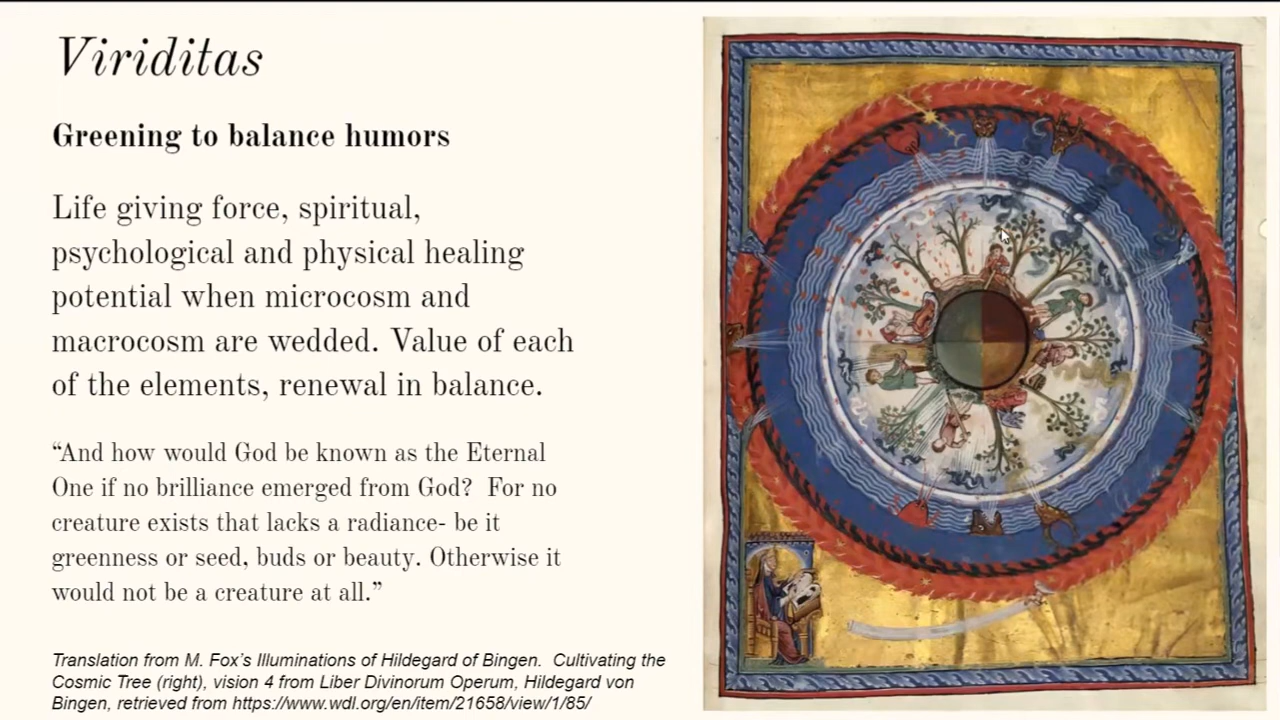 Viriditas
Greening to balance humors
Life giving force, spiritual,
psychological and physical healing
potential when microcosm and
macrocosm are wedded. Value of each
of the elements, renewal in balance.
“And how would God be known as the Eternal
One if no brilliance emerged from God?  For no
creature exists that lacks a radiance- be it
greenness or seed, buds or beauty. Otherwise it
would not be a creature at all.”
Translation from M. Fox’s Illuminations of Hildegard of Bingen.  Cultivating the
Cosmic Tree (right), vision 4 from Liber Divinorum Operum, Hildegard von
Bingen, retrieved from https://www.wdl.org/en/item/21658/view/1/85/